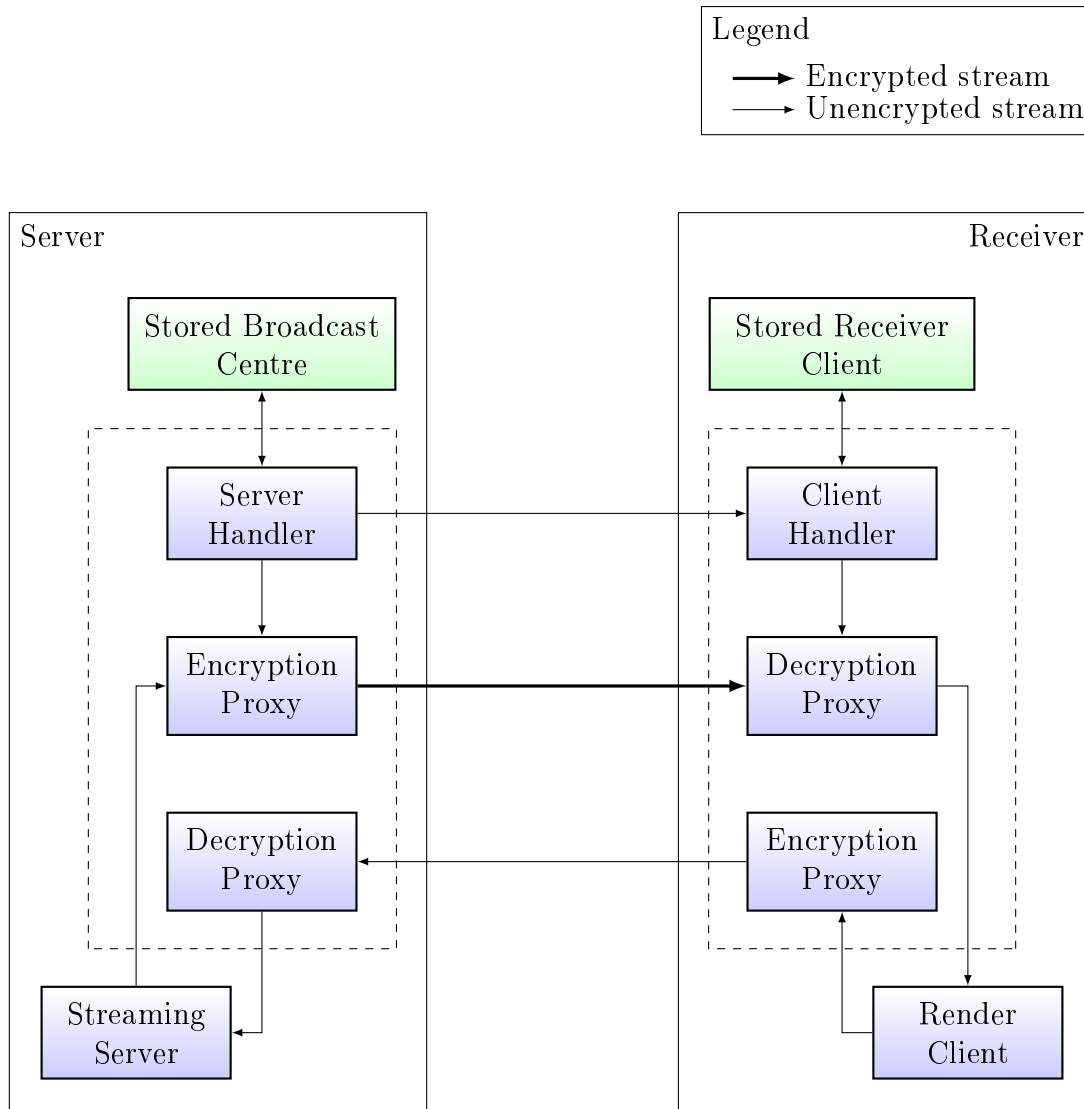 Legend
Encrypted stream
Unencrypted stream
Server
Receiver
Stored Broadcast
Centre
Stored Receiver
Client
Server
Handler
Client
Handler
Encryption
Proxy
Decryption
Proxy
Decryption
Proxy
Encryption
Proxy
Streaming
Server
Render
Client